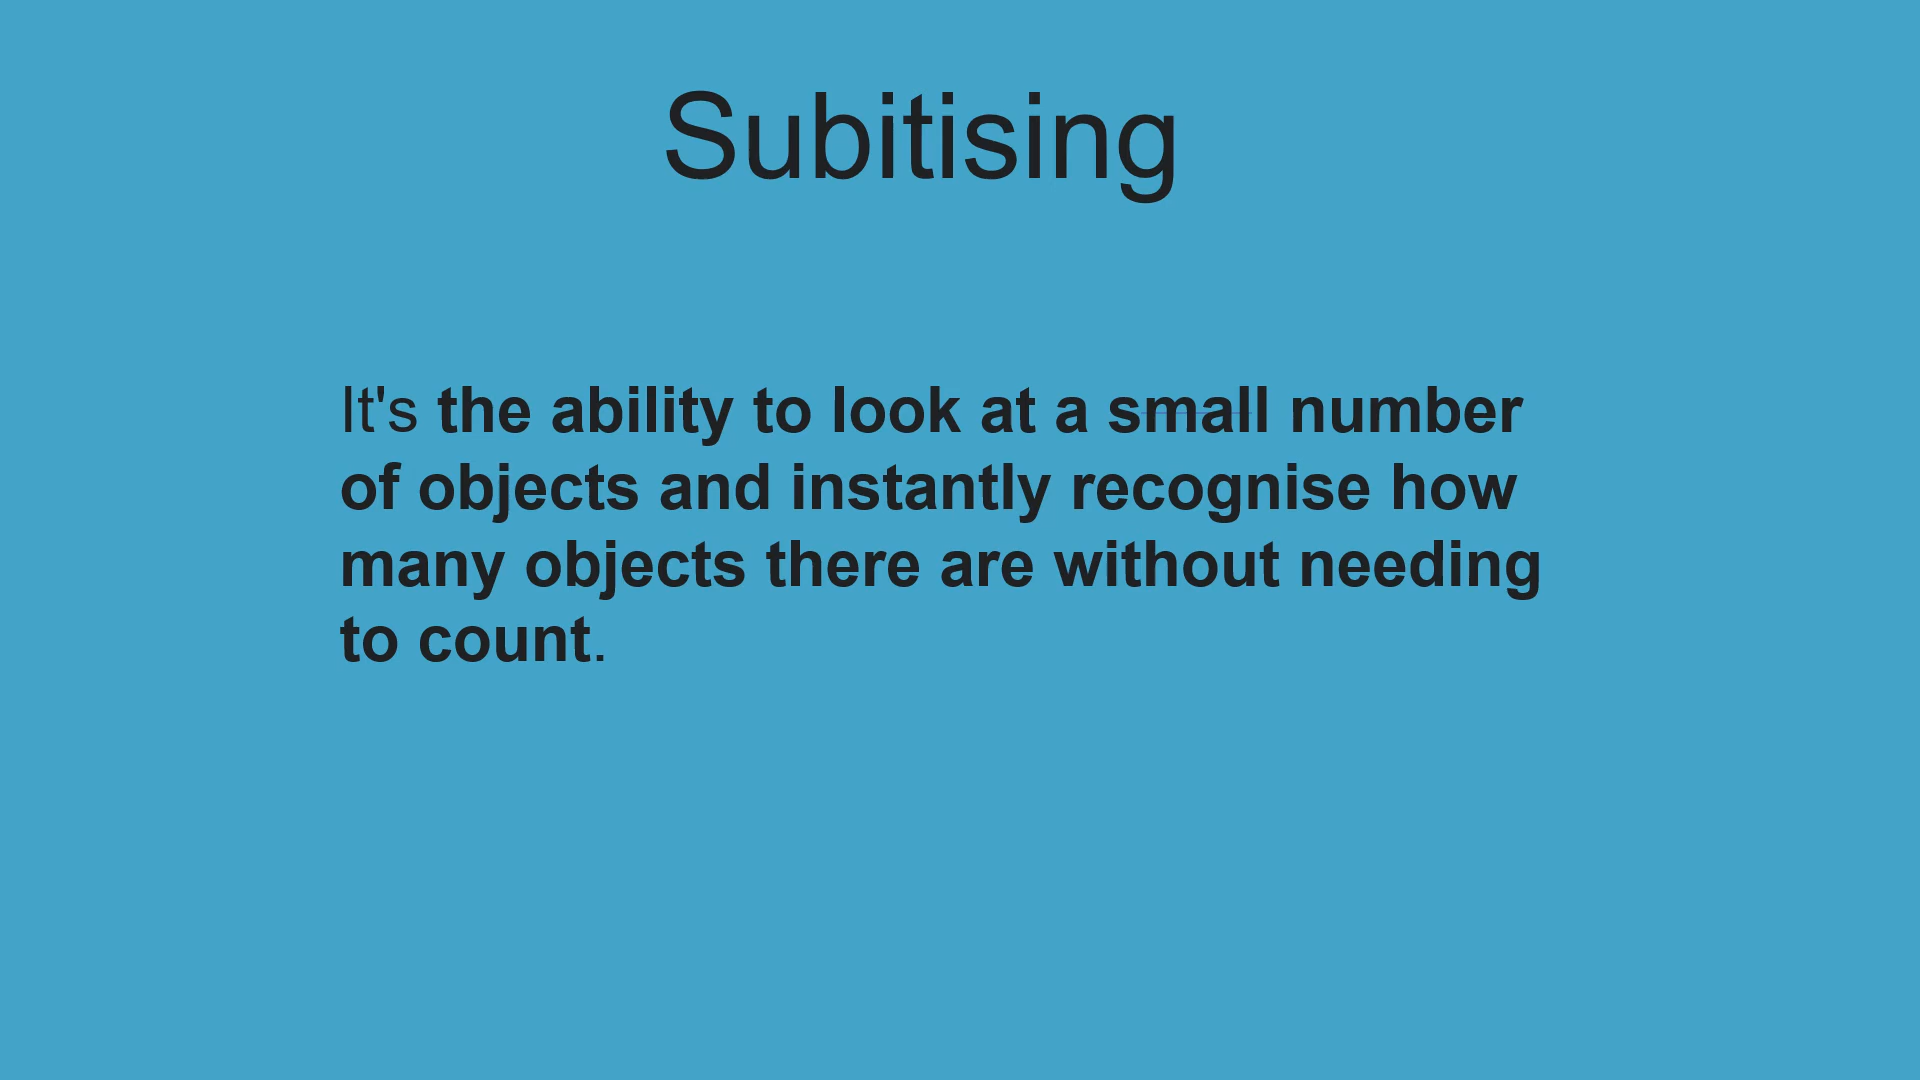 Subitising
It's the ability to look at a small number
of objects and instantly recognise how
many objects there are without needing
to count.